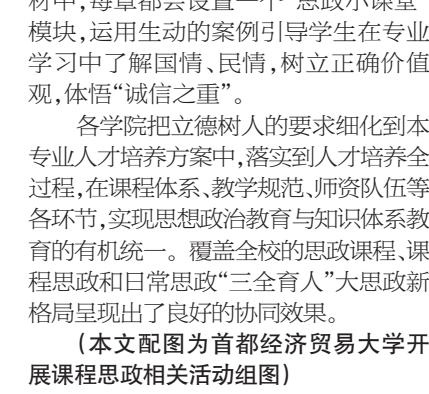 材中,每章都会设置一个“思政小课堂”
模块,运用生动的案例引导学生在专业
学习中了解国情、民情,树立正确价值
观,体悟“诚信之重”。
各学院把立德树人的要求细化到本
专业人才培养方案中,落实到人才培养全
过程,在课程体系、教学规范、师资队伍等
各环节,实现思想政治教育与知识体系教
育的有机统一。覆盖全校的思政课程、课
程思政和日常思政“三全育人”大思政新
格局呈现出了良好的协同效果。
(本文配图为首都经济贸易大学开
展课程思政相关活动组图)